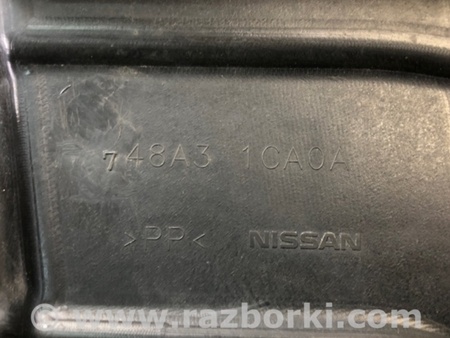 748A3 1CA0A
>PP< NISSAN
© www.razborki.com